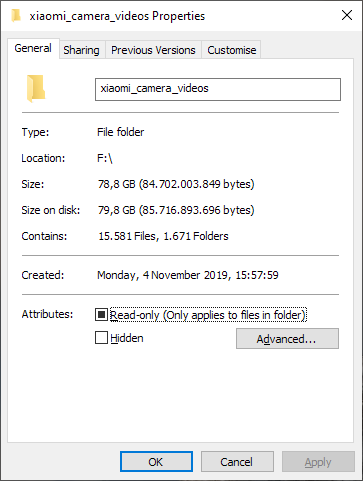 xiaomi_camera_videos Properties
General Sharing Previous Versions Customise
xiaomi_camera_videos
Type: File folder
Location: F:\
Size: 78,8 GB (84.702.003.849 bytes)
Size on disk: 79,8 GB (85.716.893.696 bytes)
Contains: 15.581 Files, 1.671 Folders
Created: Monday, 4 November 2019, 15:57:59
Attributes: Read-only (Only applies to files in folder)
Hidden Advanced...
OK Cancel Apply